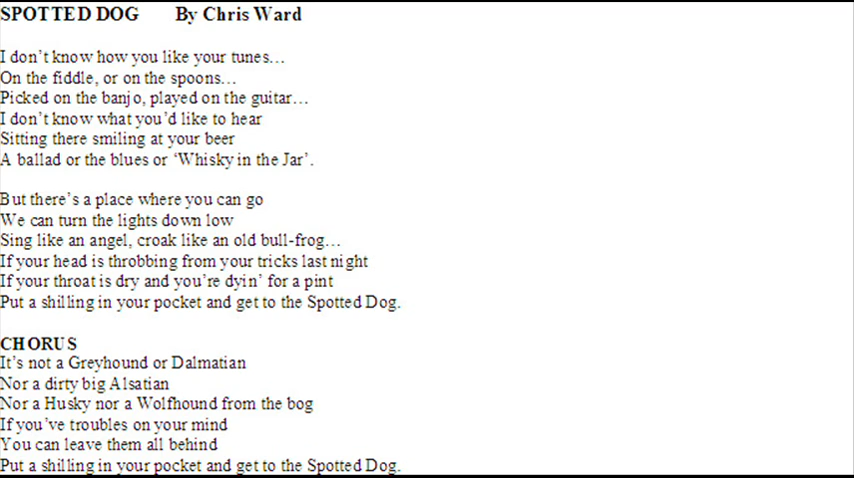 SPOTTED DOG By Chris Ward
I don’t know how you like your tunes…
On the fiddle, or on the spoons…
Picked on the banjo, played on the guitar…
I don’t know what you’d like to hear
Sitting there smiling at your beer
A ballad or the blues or ‘Whisky in the Jar’.
But there’s a place where you can go
We can turn the lights down low
Sing like an angel, croak like an old bull-frog…
If your head is throbbing from your tricks last night
If your throat is dry and you’re dyin’ for a pint
Put a shilling in your pocket and get to the Spotted Dog.
CHORUS
It’s not a Greyhound or Dalmatian
Nor a dirty big Alsatian
Nor a Husky nor a Wolfhound from the bog
If you’ve troubles on your mind
You can leave them all behind
Put a shilling in your pocket and get to the Spotted Dog.